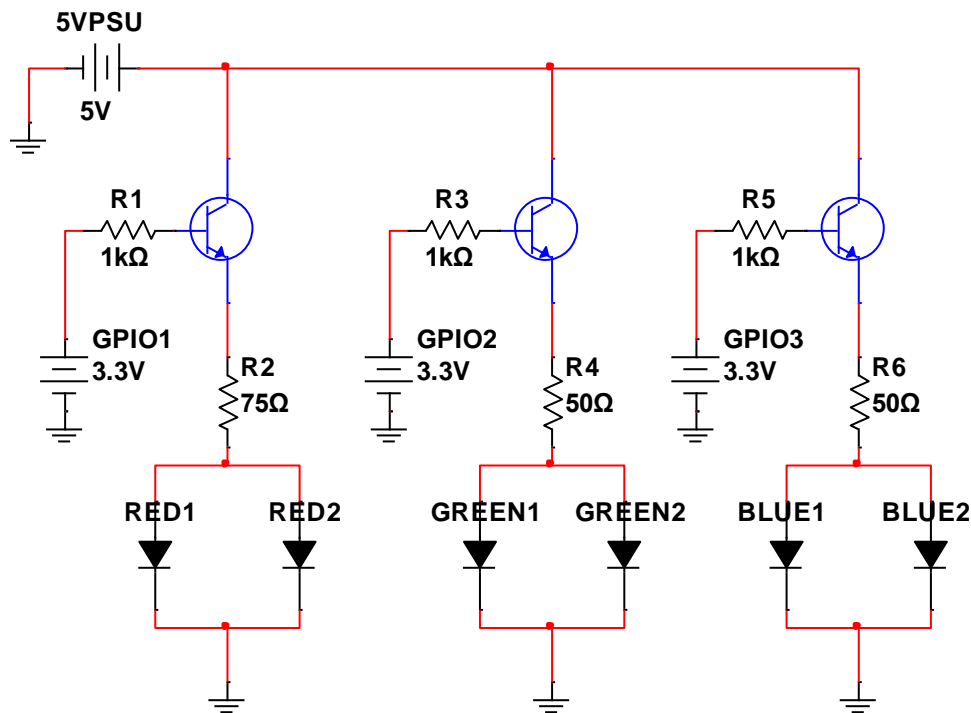 5VPSU
5V
R1
1kΩ
R3
1kΩ
R5
1kΩ
GPIO1
3.3V
GPIO2
3.3V
GPIO3
3.3V
R2
75Ω
R4
50Ω
R6
50Ω
RED1
RED2
GREEN1
GREEN2
BLUE1
BLUE2